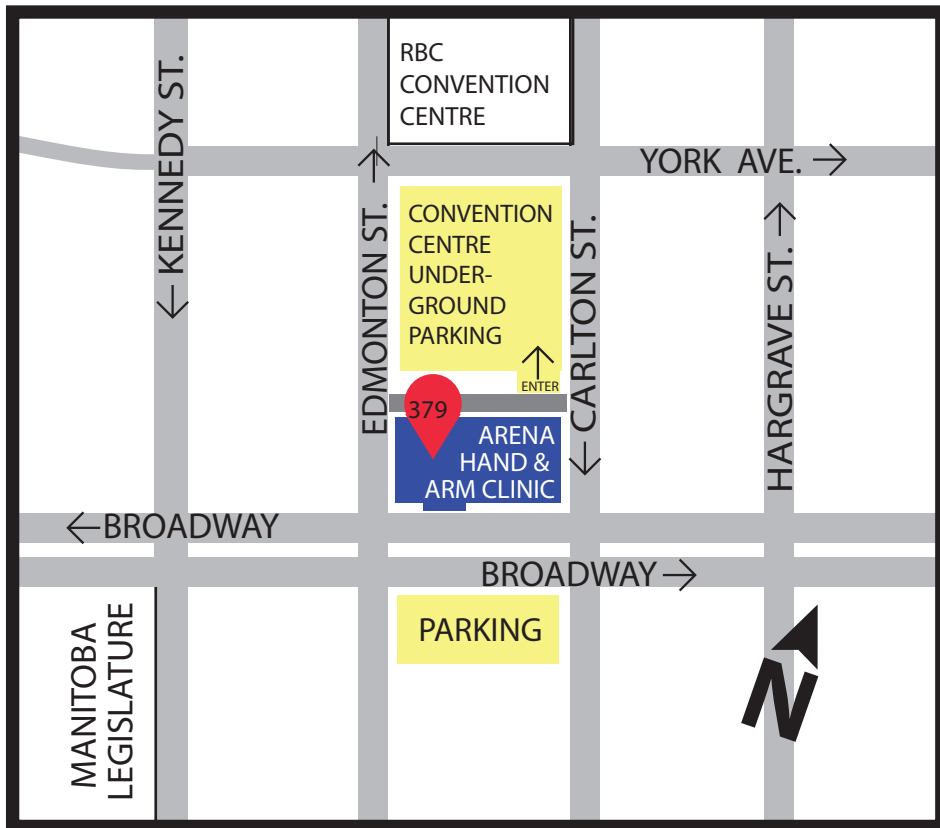 RBC
CONVENTION
CENTRE
KENNEDY ST.
YORK AVE.
EDMONTON ST.
CONVENTION
CENTRE
UNDER-
GROUND
PARKING
ENTER
CARLTON ST.
HARGRAVE ST.
379
ARENA
HAND &
ARM CLINIC
BROADWAY
BROADWAY
PARKING
MANITOBA
LEGISLATURE
N